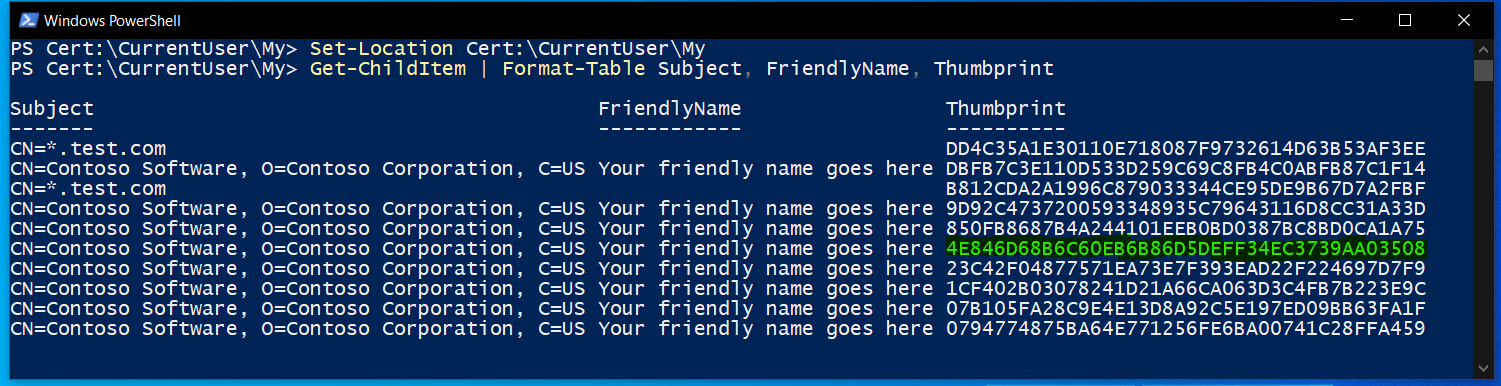 Windows PowerShell
PS Cert:\CurrentUser\My> Set-Location Cert:\CurrentUser\My
PS Cert:\CurrentUser\My> Get-ChildItem | Format-Table Subject, FriendlyName, Thumbprint
Subject FriendlyName Thumbprint
------- ------------ ----------
CN=*.test.com DD4C35A1E30110E718087F9732614D63B53AF3EE
CN=Contoso Software, O=Contoso Corporation, C=US Your friendly name goes here DBFB7C3E110D533D259C69C8FB4C0ABFB87C1F14
CN=*.test.com B812CDA2A1996C879033344CE95DE9B67D7A2FBF
CN=Contoso Software, O=Contoso Corporation, C=US Your friendly name goes here 9D92C4737200593348935C79643116D8CC31A33D
CN=Contoso Software, O=Contoso Corporation, C=US Your friendly name goes here 850FB8687B4A244101EEB0BD0387BC8BD0CA1A75
CN=Contoso Software, O=Contoso Corporation, C=US Your friendly name goes here 4E846D68B6C60EB6B86D5DEFF34EC3739AA03508
CN=Contoso Software, O=Contoso Corporation, C=US Your friendly name goes here 23C42F04877571EA73E7F393EAD22F224697D7F9
CN=Contoso Software, O=Contoso Corporation, C=US Your friendly name goes here 1CF402B03078241D21A66CA063D3C4FB7B223E9C
CN=Contoso Software, O=Contoso Corporation, C=US Your friendly name goes here 07B105FA28C9E4E13D8A92C5E197ED09BB63FA1F
CN=Contoso Software, O=Contoso Corporation, C=US Your friendly name goes here 0794774875BA64E771256FE6BA00741C28FFA459